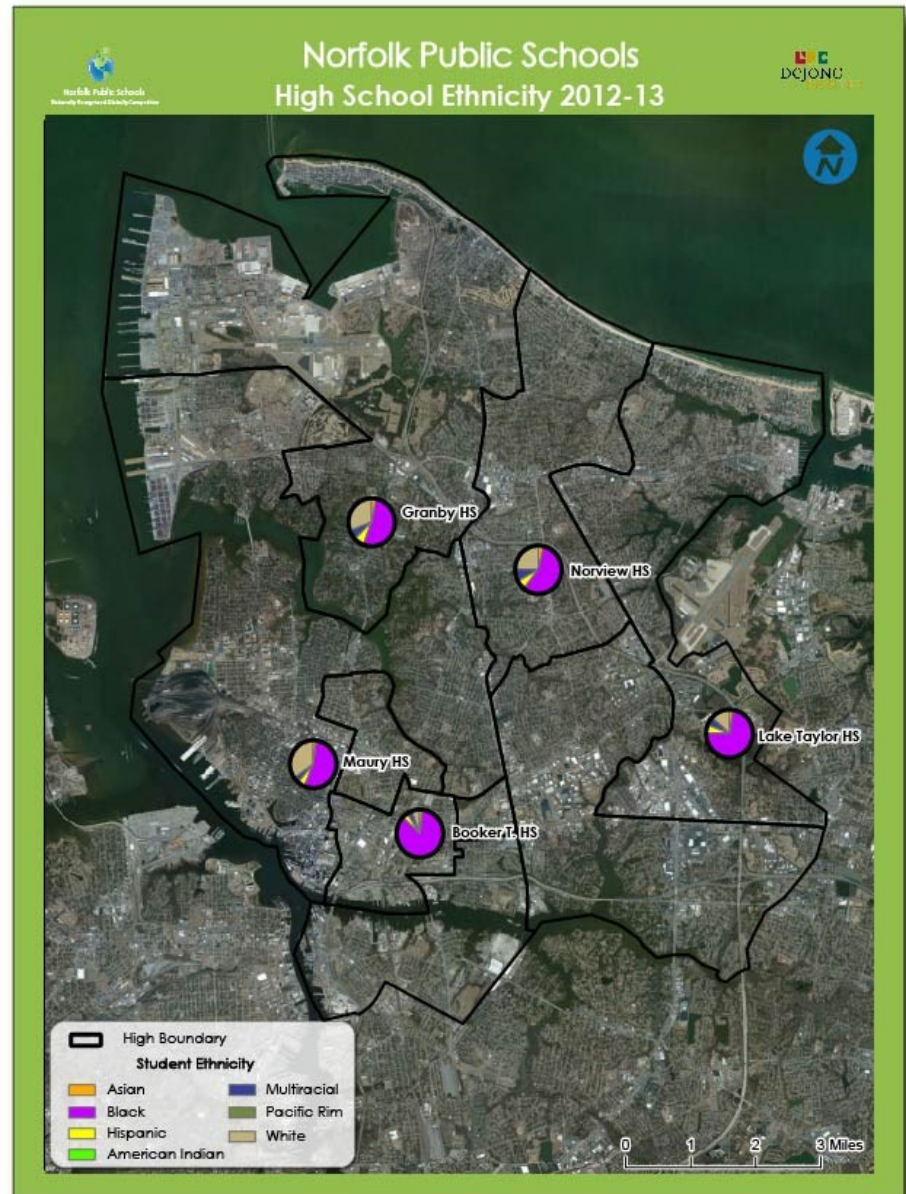 Norfolk Public Schools
High School Ethnicity 2012-13
Norfolk Public Schools
DEJONG
N
Granby HS
Norview HS
Lake Taylor HS
Maury HS
Booker T. HS
High Boundary
Student Ethnicity
Asian
Black
Hispanic
American Indian
Multiracial
Pacific Rim
White
0 1 2 3 Miles